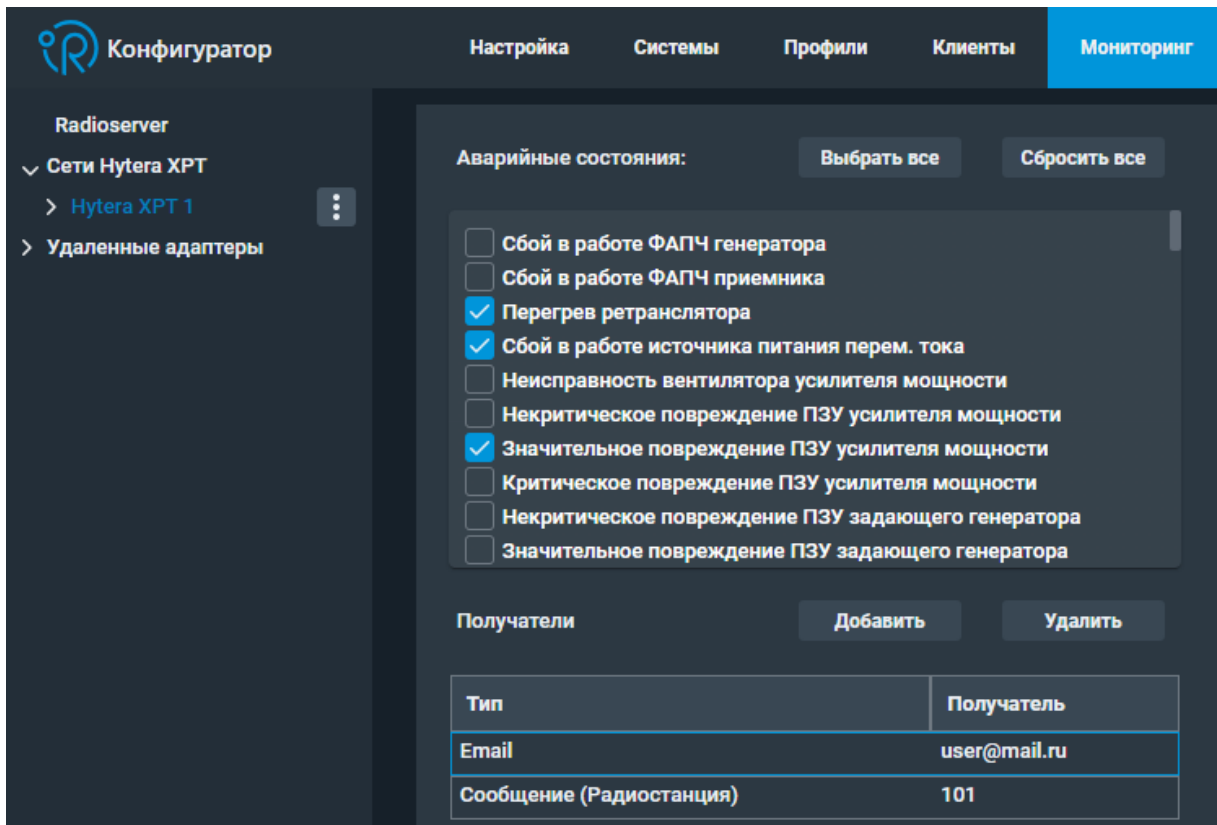 Конфигуратор
Настройка Системы Профили Клиенты Мониторинг
Radioserver
Сети Hytera XPT
Hytera XPT 1
Удаленные адаптеры
Аварийные состояния: Выбрать все Сбросить все
Сбой в работе ФАПЧ генератора
Сбой в работе ФАПЧ приемника
Перегрев ретранслятора
Сбой в работе источника питания перем. тока
Неисправность вентилятора усилителя мощности
Некритическое повреждение ПЗУ усилителя мощности
Значительное повреждение ПЗУ усилителя мощности
Критическое повреждение ПЗУ усилителя мощности
Некритическое повреждение ПЗУ задающего генератора
Значительное повреждение ПЗУ задающего генератора
Получатели Добавить Удалить
Тип Получатель
Email user@mail.ru
Сообщение (Радиостанция) 101